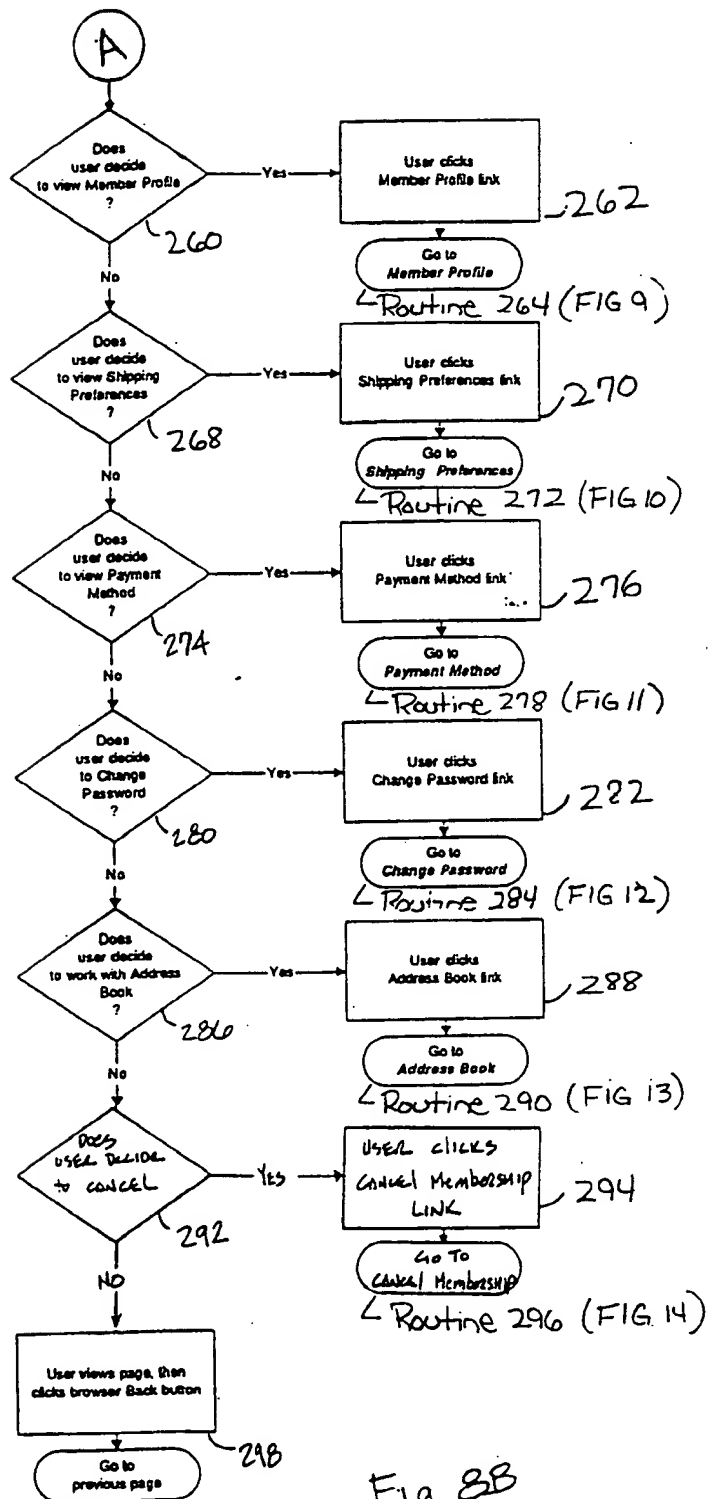 A
Does
user decide
to view Member Profile
?
260
Yes
User clicks
Member Profile link
262
Go to
Member Profile
Routine 264 (FIG 9)
No
Does
user decide
to view Shipping
Preferences
?
268
Yes
User clicks
Shipping Preferences link
270
Go to
Shipping Preferences
Routine 272 (FIG 10)
No
Does
user decide
to view Payment
Method
?
274
Yes
User clicks
Payment Method link
276
Go to
Payment Method
Routine 278 (FIG 11)
No
Does
user decide
to Change
Password
?
280
Yes
User clicks
Change Password link
282
Go to
Change Password
Routine 284 (FIG 12)
No
Does
user decide
to work with Address
Book
?
286
Yes
User clicks
Address Book link
288
Go to
Address Book
Routine 290 (FIG 13)
No
DOES
USER DECIDE
to CANCEL
292
YES
USER clicks
CANCEL Membership
LINK
294
GO TO
CANCEL Membership
Routine 296 (FIG. 14)
NO
User views page, then
clicks browser Back button
298
Go to
previous page
Fig. 8B